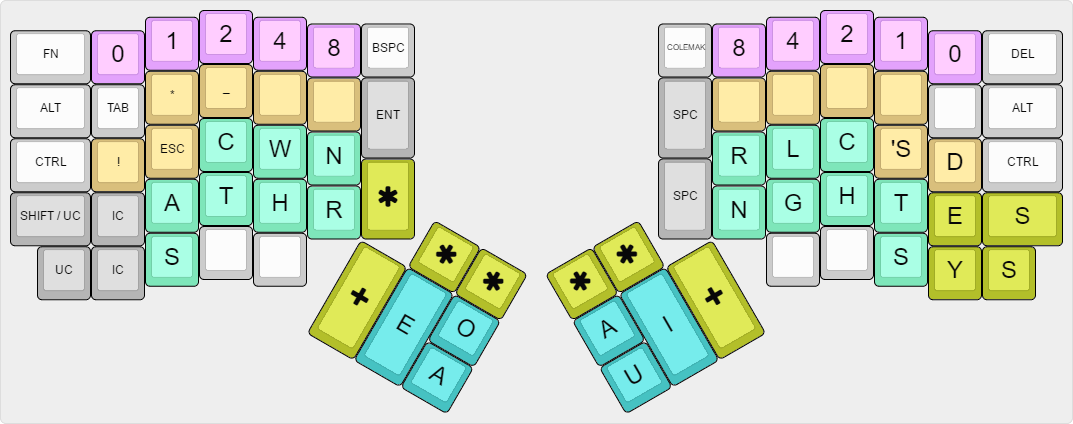 FN 0 1 2 4 8 BSPC COLEMAK 8 4 2 1 0 DEL
ALT TAB * – ENT SPC ALT
CTRL ! ESC C W N R L C 'S D CTRL
SHIFT / UC IC A T H R * SPC N G H T E S
UC IC S S Y S
+ * * * * +
E O A I
A U